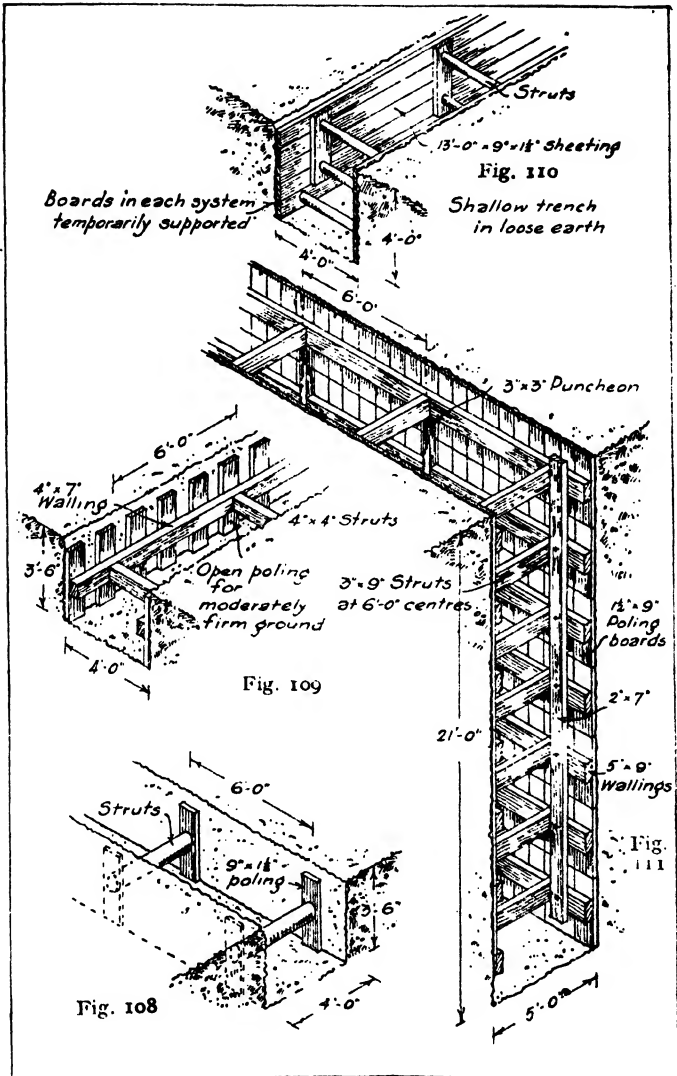 Struts
13'-0" × 9" × 1½" sheeting
Fig. 110
Boards in each system
temporarily supported
Shallow trench
in loose earth
4'-0"
4'-0"
6'-0"
3" × 3" Puncheon
6'-0"
4" × 7"
Walling
4" × 4" Struts
3'-6"
Open poling
for
moderately
firm ground
4'-0"
Fig. 109
3" × 9" Struts
at 6'-0" centres
1½" × 9"
Poling
boards
2" × 7"
21'-0"
5" × 9"
Wallings
Fig.
111
6'-0"
Struts
9" × 1½"
poling
3'-6"
Fig. 108
4'-0"
5'-0"